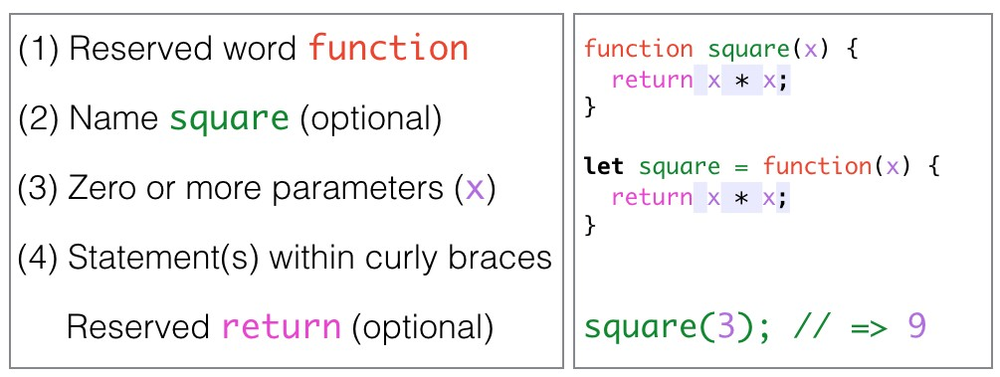 (1) Reserved word function
(2) Name square (optional)
(3) Zero or more parameters (x)
(4) Statement(s) within curly braces
Reserved return (optional)
function square(x) {
  return x * x;
}
let square = function(x) {
  return x * x;
}
square(3); // => 9